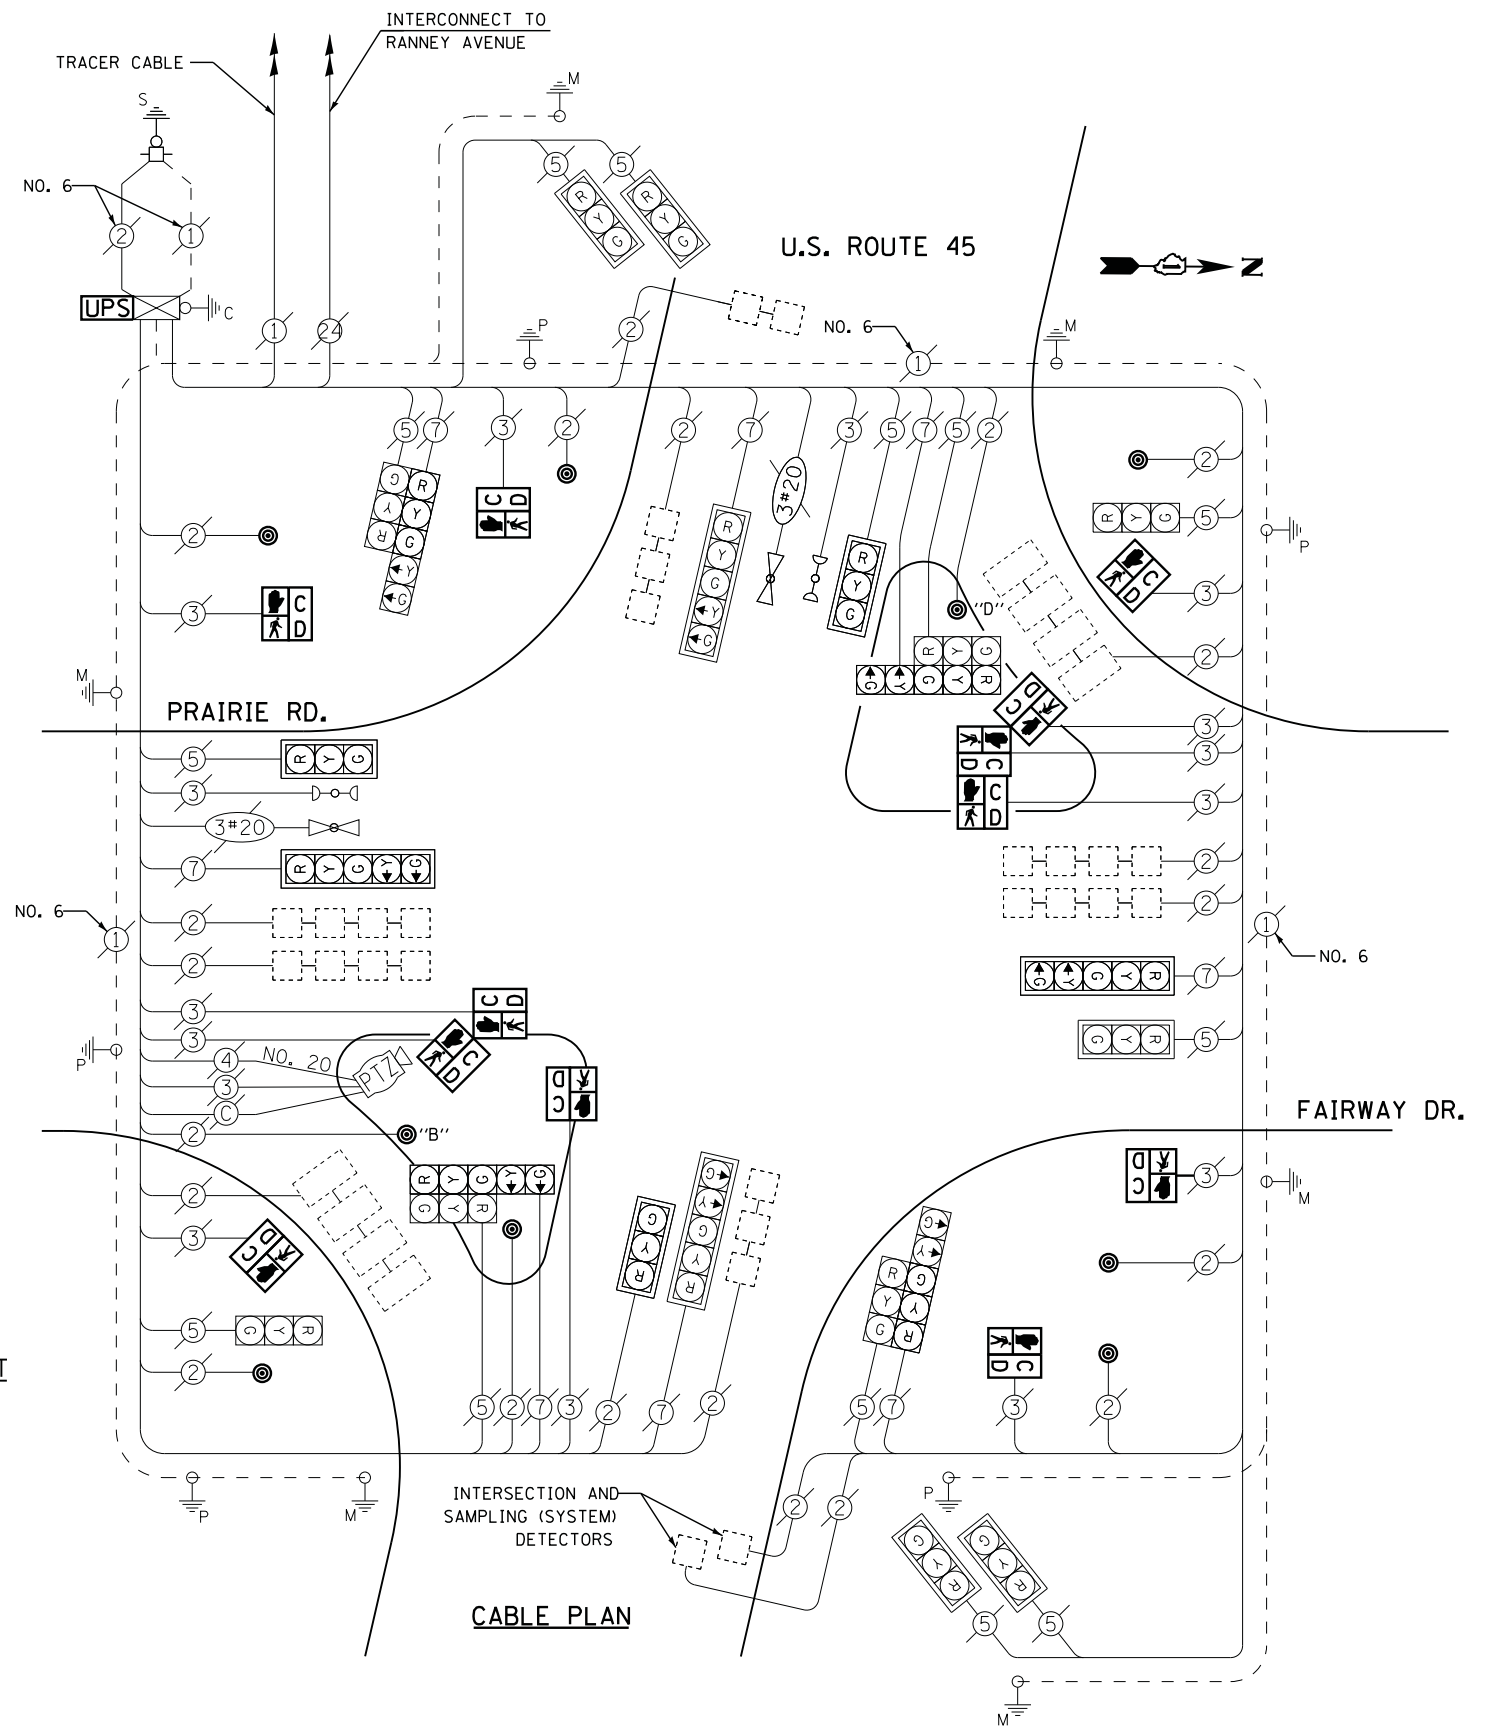 INTERCONNECT TO
RANNEY AVENUE
TRACER CABLE
M
S
NO. 6
5 5
R R
Y Y
G G
2 1
U.S. ROUTE 45
N
UPS
C
1 24
P
2
NO. 6
M
1
5 7 3 2
2 7 3 5 7 5 2
2
G R
Y Y
R G
Y
G
C D
3#20
R
Y
G
Y
G
R
Y
G
R Y G 5
P
2
3 C
D
C
D 3
"D"
R Y G
G Y G Y R
2
M
C
D
PRAIRIE RD.
3
3
C
D
5 R Y G
3
C
D
3
3#20
7 R Y G Y G
2
2
NO. 6
1
2
2
1
NO. 6
G Y G Y R 7
3
C D
G Y R 5
3
4 NO. 20
P
PTZ
C
D
3
C
D
C
FAIRWAY DR.
2
"B"
R Y G Y G
G Y R
G
Y
G
Y
R
G
Y
R
C
D
3
M
2
3
C
D
G
Y
R G
Y Y
G R
2
5 G Y R
C
D
T
2
5 2 7 3 2 7 2
5 7 3 2
INTERSECTION AND
SAMPLING (SYSTEM)
DETECTORS
P
M
2 2
P
G G
Y Y
R R
5 5
CABLE PLAN
M